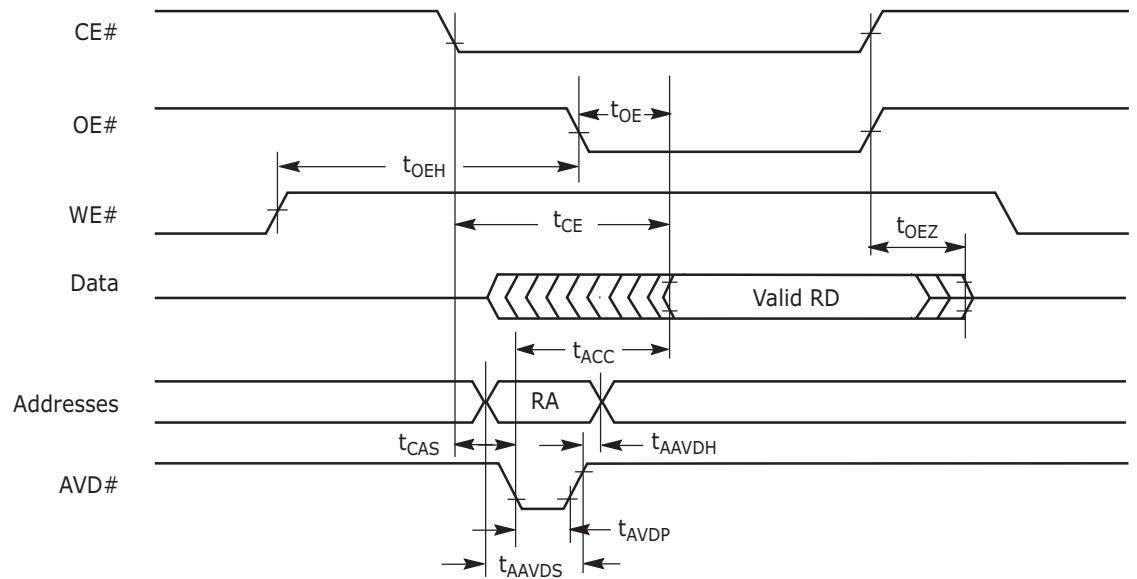 CE#
OE#
tOE
tOEH
WE#
tCE
tOEZ
Data
Valid RD
tACC
Addresses
RA
tCAS
tAAVDH
AVD#
tAVDP
tAAVDS